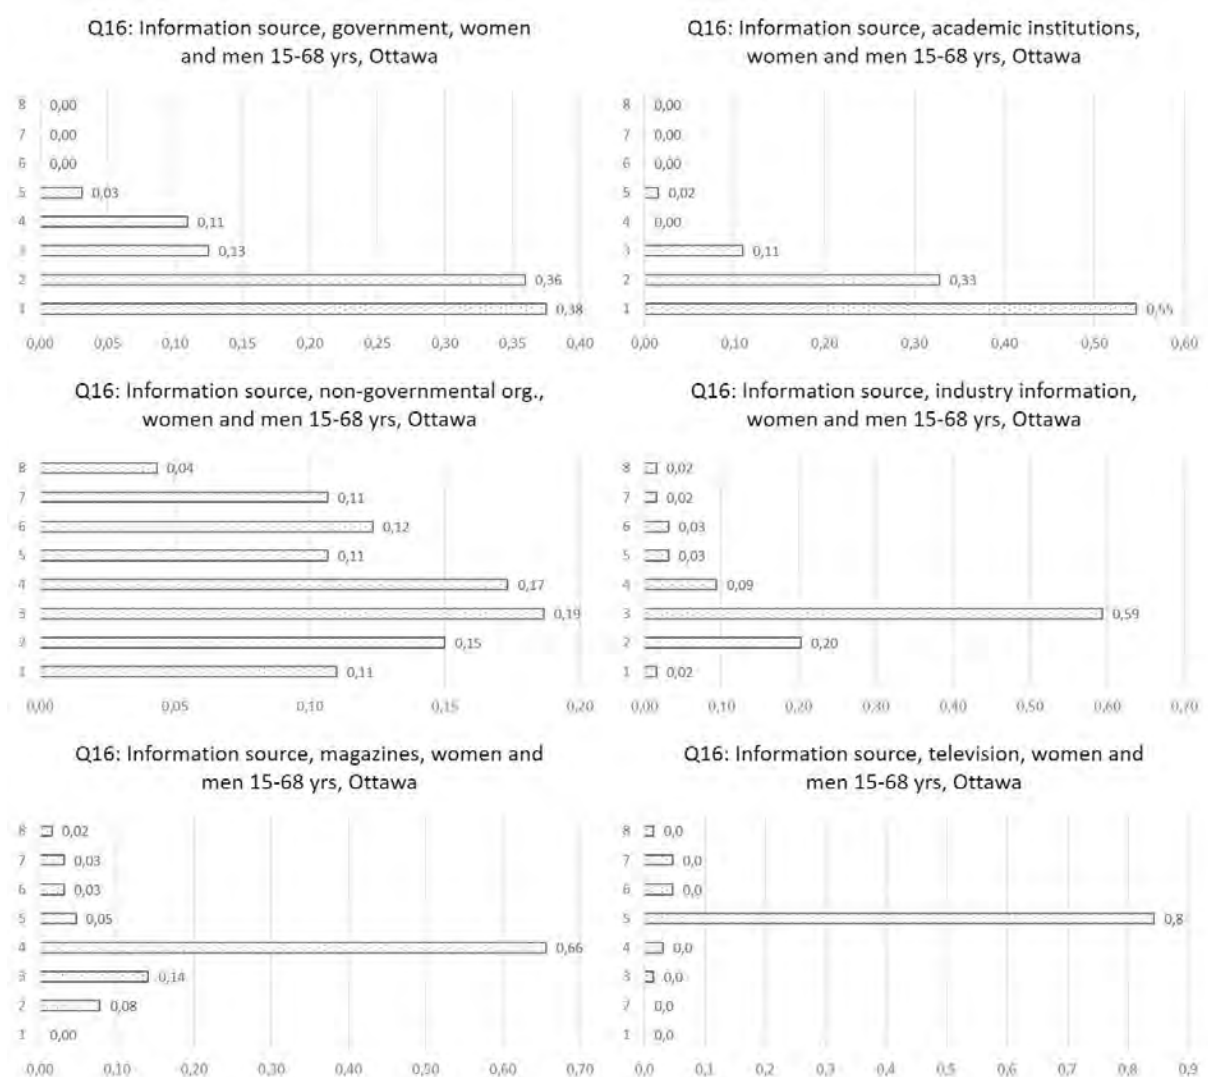 Q16: Information source, government, women
and men 15-68 yrs, Ottawa
8 0,00
7 0,00
6 0,00
5 0,03
4 0,11
3 0,13
2 0,36
1 0,38
0,00 0,05 0,10 0,15 0,20 0,25 0,30 0,35 0,40
Q16: Information source, academic institutions,
women and men 15-68 yrs, Ottawa
8 0,00
7 0,00
6 0,00
5 0,02
4 0,00
3 0,11
2 0,33
1 0,55
0,00 0,10 0,20 0,30 0,40 0,50 0,60
Q16: Information source, non-governmental org.,
women and men 15-68 yrs, Ottawa
8 0,04
7 0,11
6 0,12
5 0,11
4 0,17
3 0,19
2 0,15
1 0,11
0,00 0,05 0,10 0,15 0,20
Q16: Information source, industry information,
women and men 15-68 yrs, Ottawa
8 0,02
7 0,02
6 0,03
5 0,03
4 0,09
3 0,59
2 0,20
1 0,02
0,00 0,10 0,20 0,30 0,40 0,50 0,60 0,70
Q16: Information source, magazines, women and
men 15-68 yrs, Ottawa
8 0,02
7 0,03
6 0,03
5 0,05
4 0,66
3 0,14
2 0,08
1 0,00
0,00 0,10 0,20 0,30 0,40 0,50 0,60 0,70
Q16: Information source, television, women and
men 15-68 yrs, Ottawa
8 0,0
7 0,0
6 0,0
5 0,8
4 0,0
3 0,0
2 0,0
1 0,0
0,0 0,1 0,2 0,3 0,4 0,5 0,6 0,7 0,8 0,9